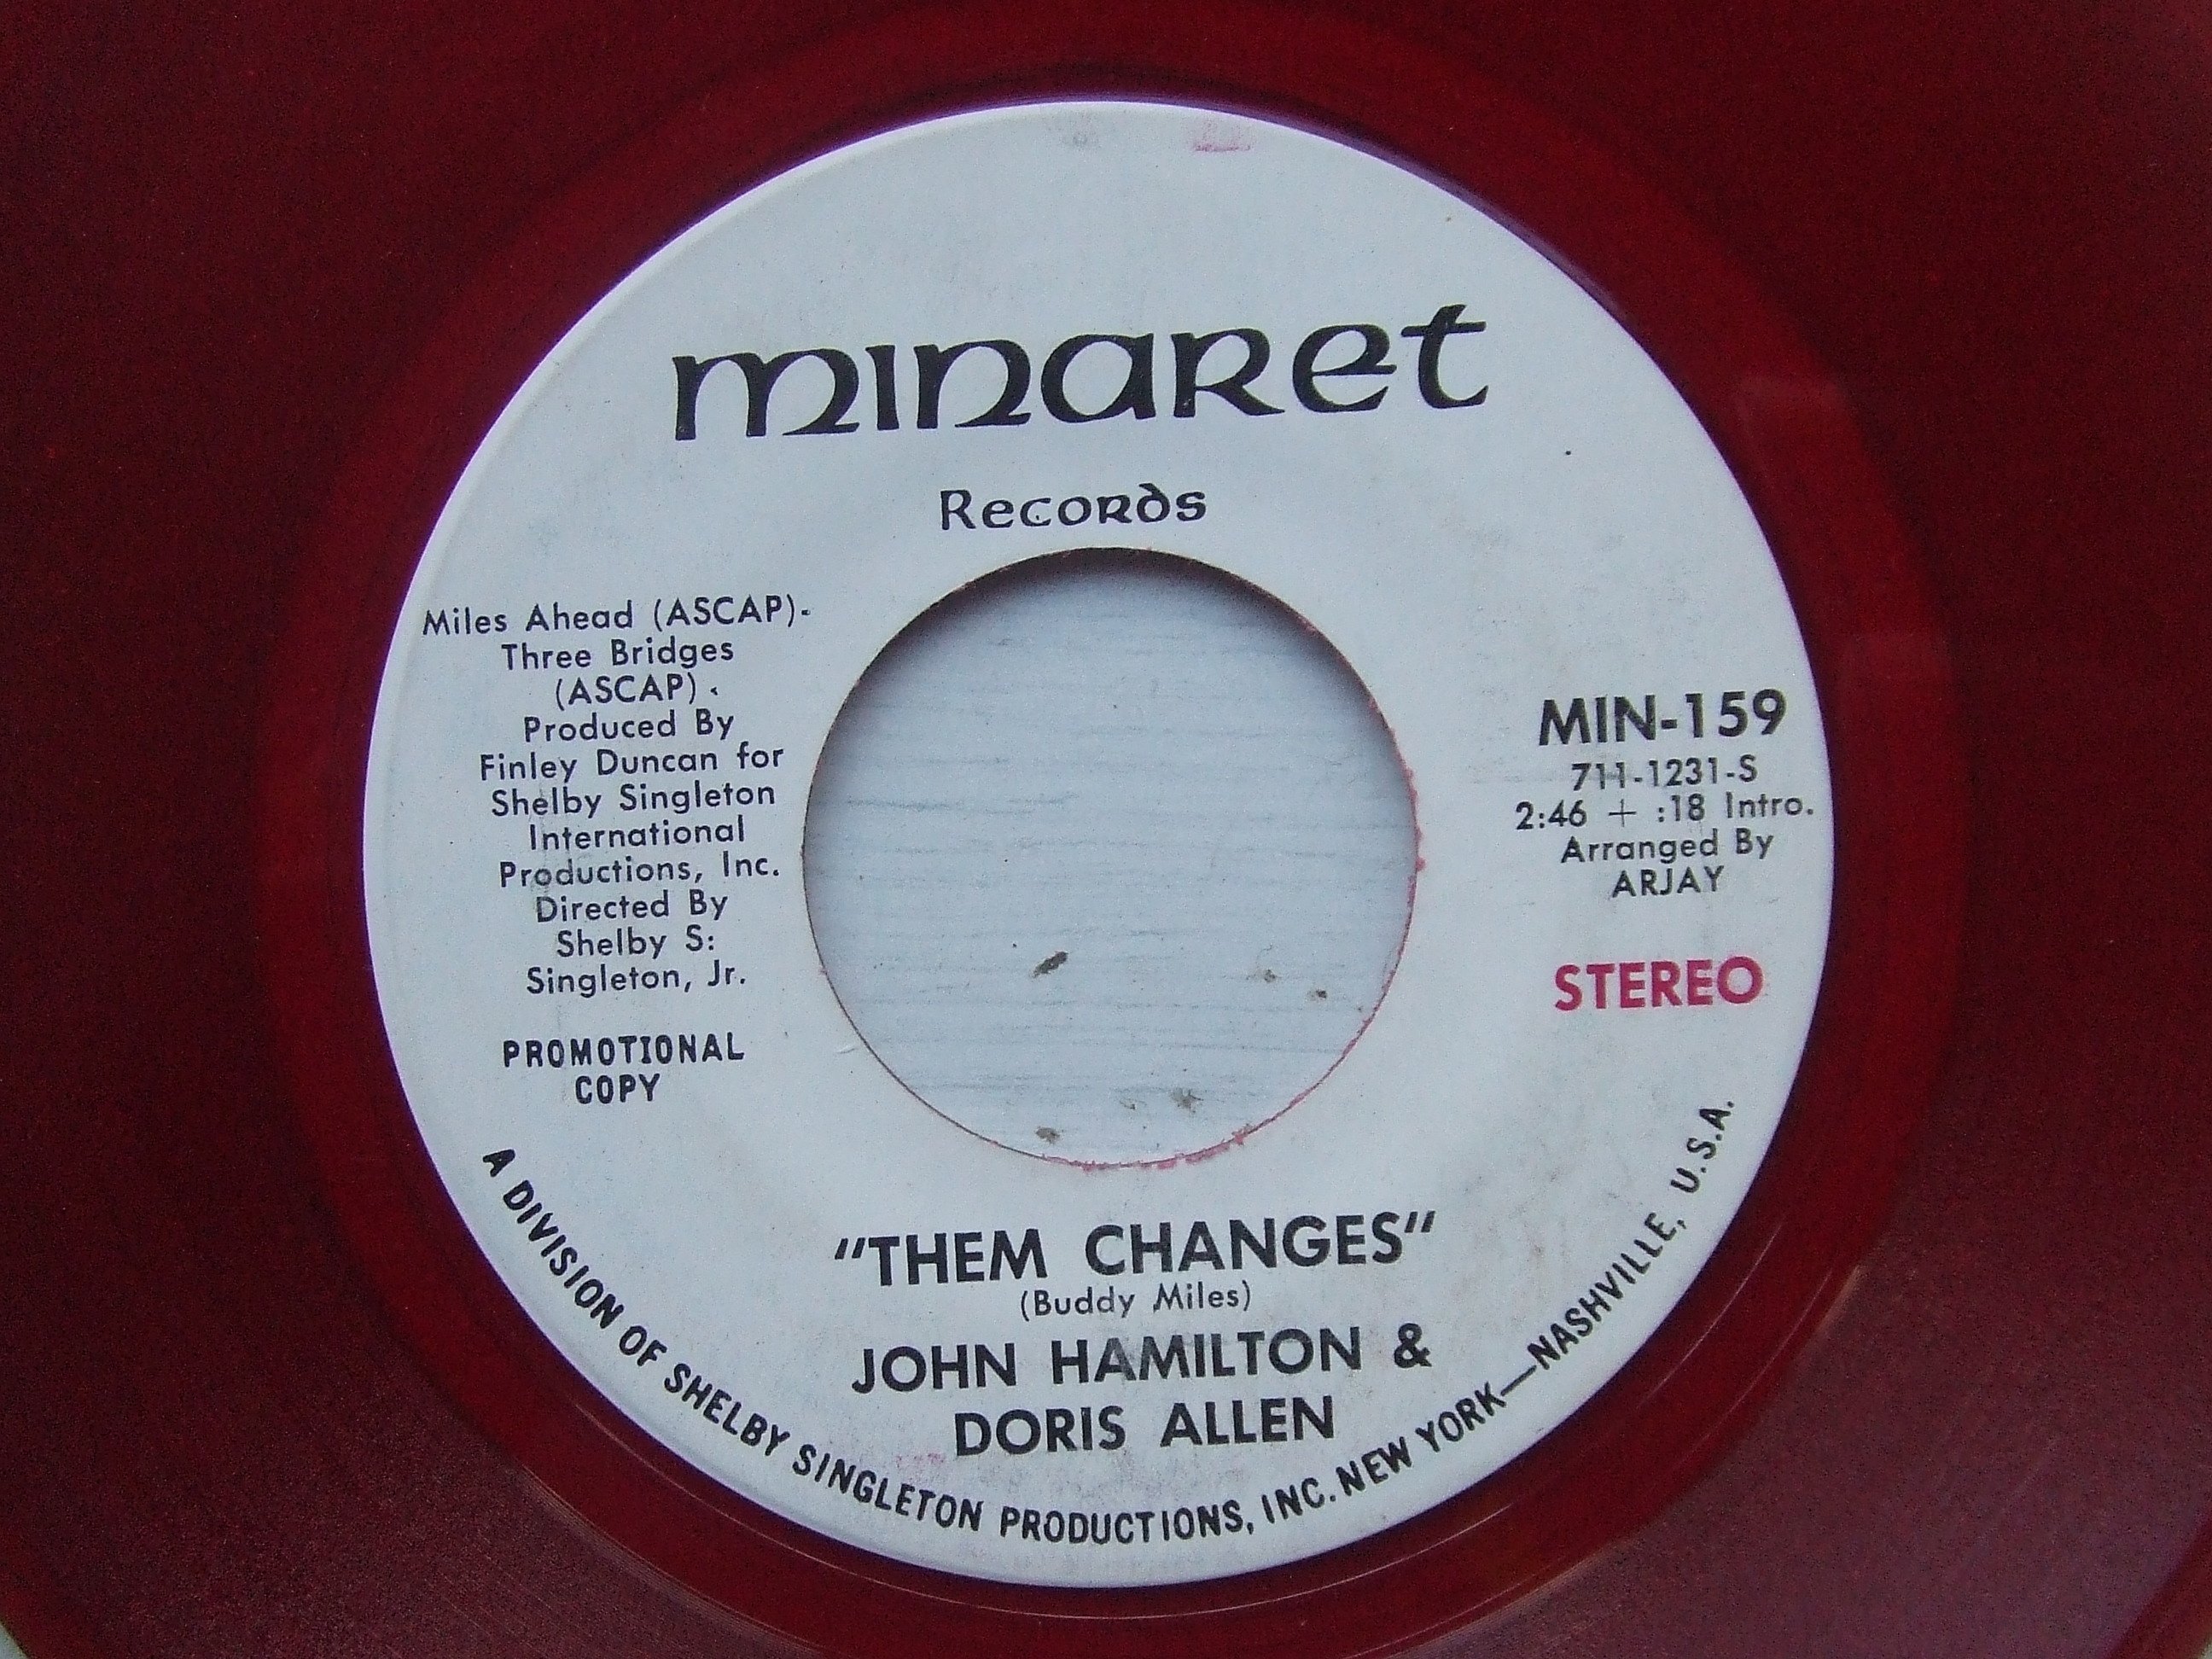 minaret
Records
Miles Ahead (ASCAP)-
Three Bridges
(ASCAP) .
Produced By
Finley Duncan for
Shelby Singleton
International
Productions, Inc.
Directed By
Shelby S:
Singleton, Jr.
PROMOTIONAL
COPY
MIN-159
711-1231-S
2:46 + :18 Intro.
Arranged By
ARJAY
STEREO
"THEM CHANGES"
(Buddy Miles)
JOHN HAMILTON &
DORIS ALLEN
A DIVISION OF SHELBY SINGLETON PRODUCTIONS, INC. NEW YORK—NASHVILLE, U.S.A.